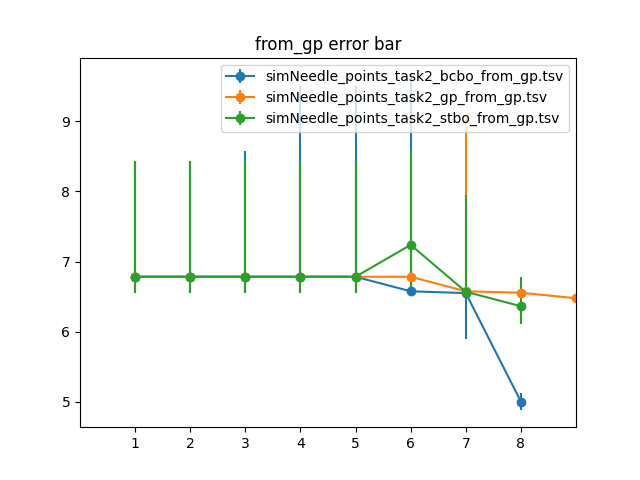 from_gp error bar
simNeedle_points_task2_bcbo_from_gp.tsv
simNeedle_points_task2_gp_from_gp.tsv
simNeedle_points_task2_stbo_from_gp.tsv
9
8
7
6
5
1 2 3 4 5 6 7 8